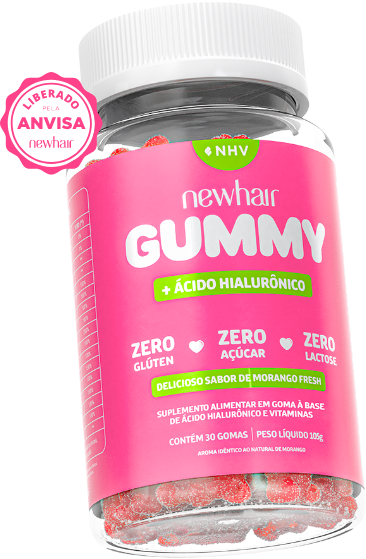 LIBERADO
PELA
ANVISA
newhair
NHV
newhair
GUMMY
+ ÁCIDO HIALURÔNICO
ZERO
GLÚTEN
ZERO
AÇÚCAR
ZERO
LACTOSE
DELICIOSO SABOR DE MORANGO FRESH
SUPLEMENTO ALIMENTAR EM GOMA À BASE
DE ÁCIDO HIALURÔNICO E VITAMINAS
CONTÉM 30 GOMAS | PESO LÍQUIDO 105g
AROMA IDÊNTICO AO NATURAL DE MORANGO